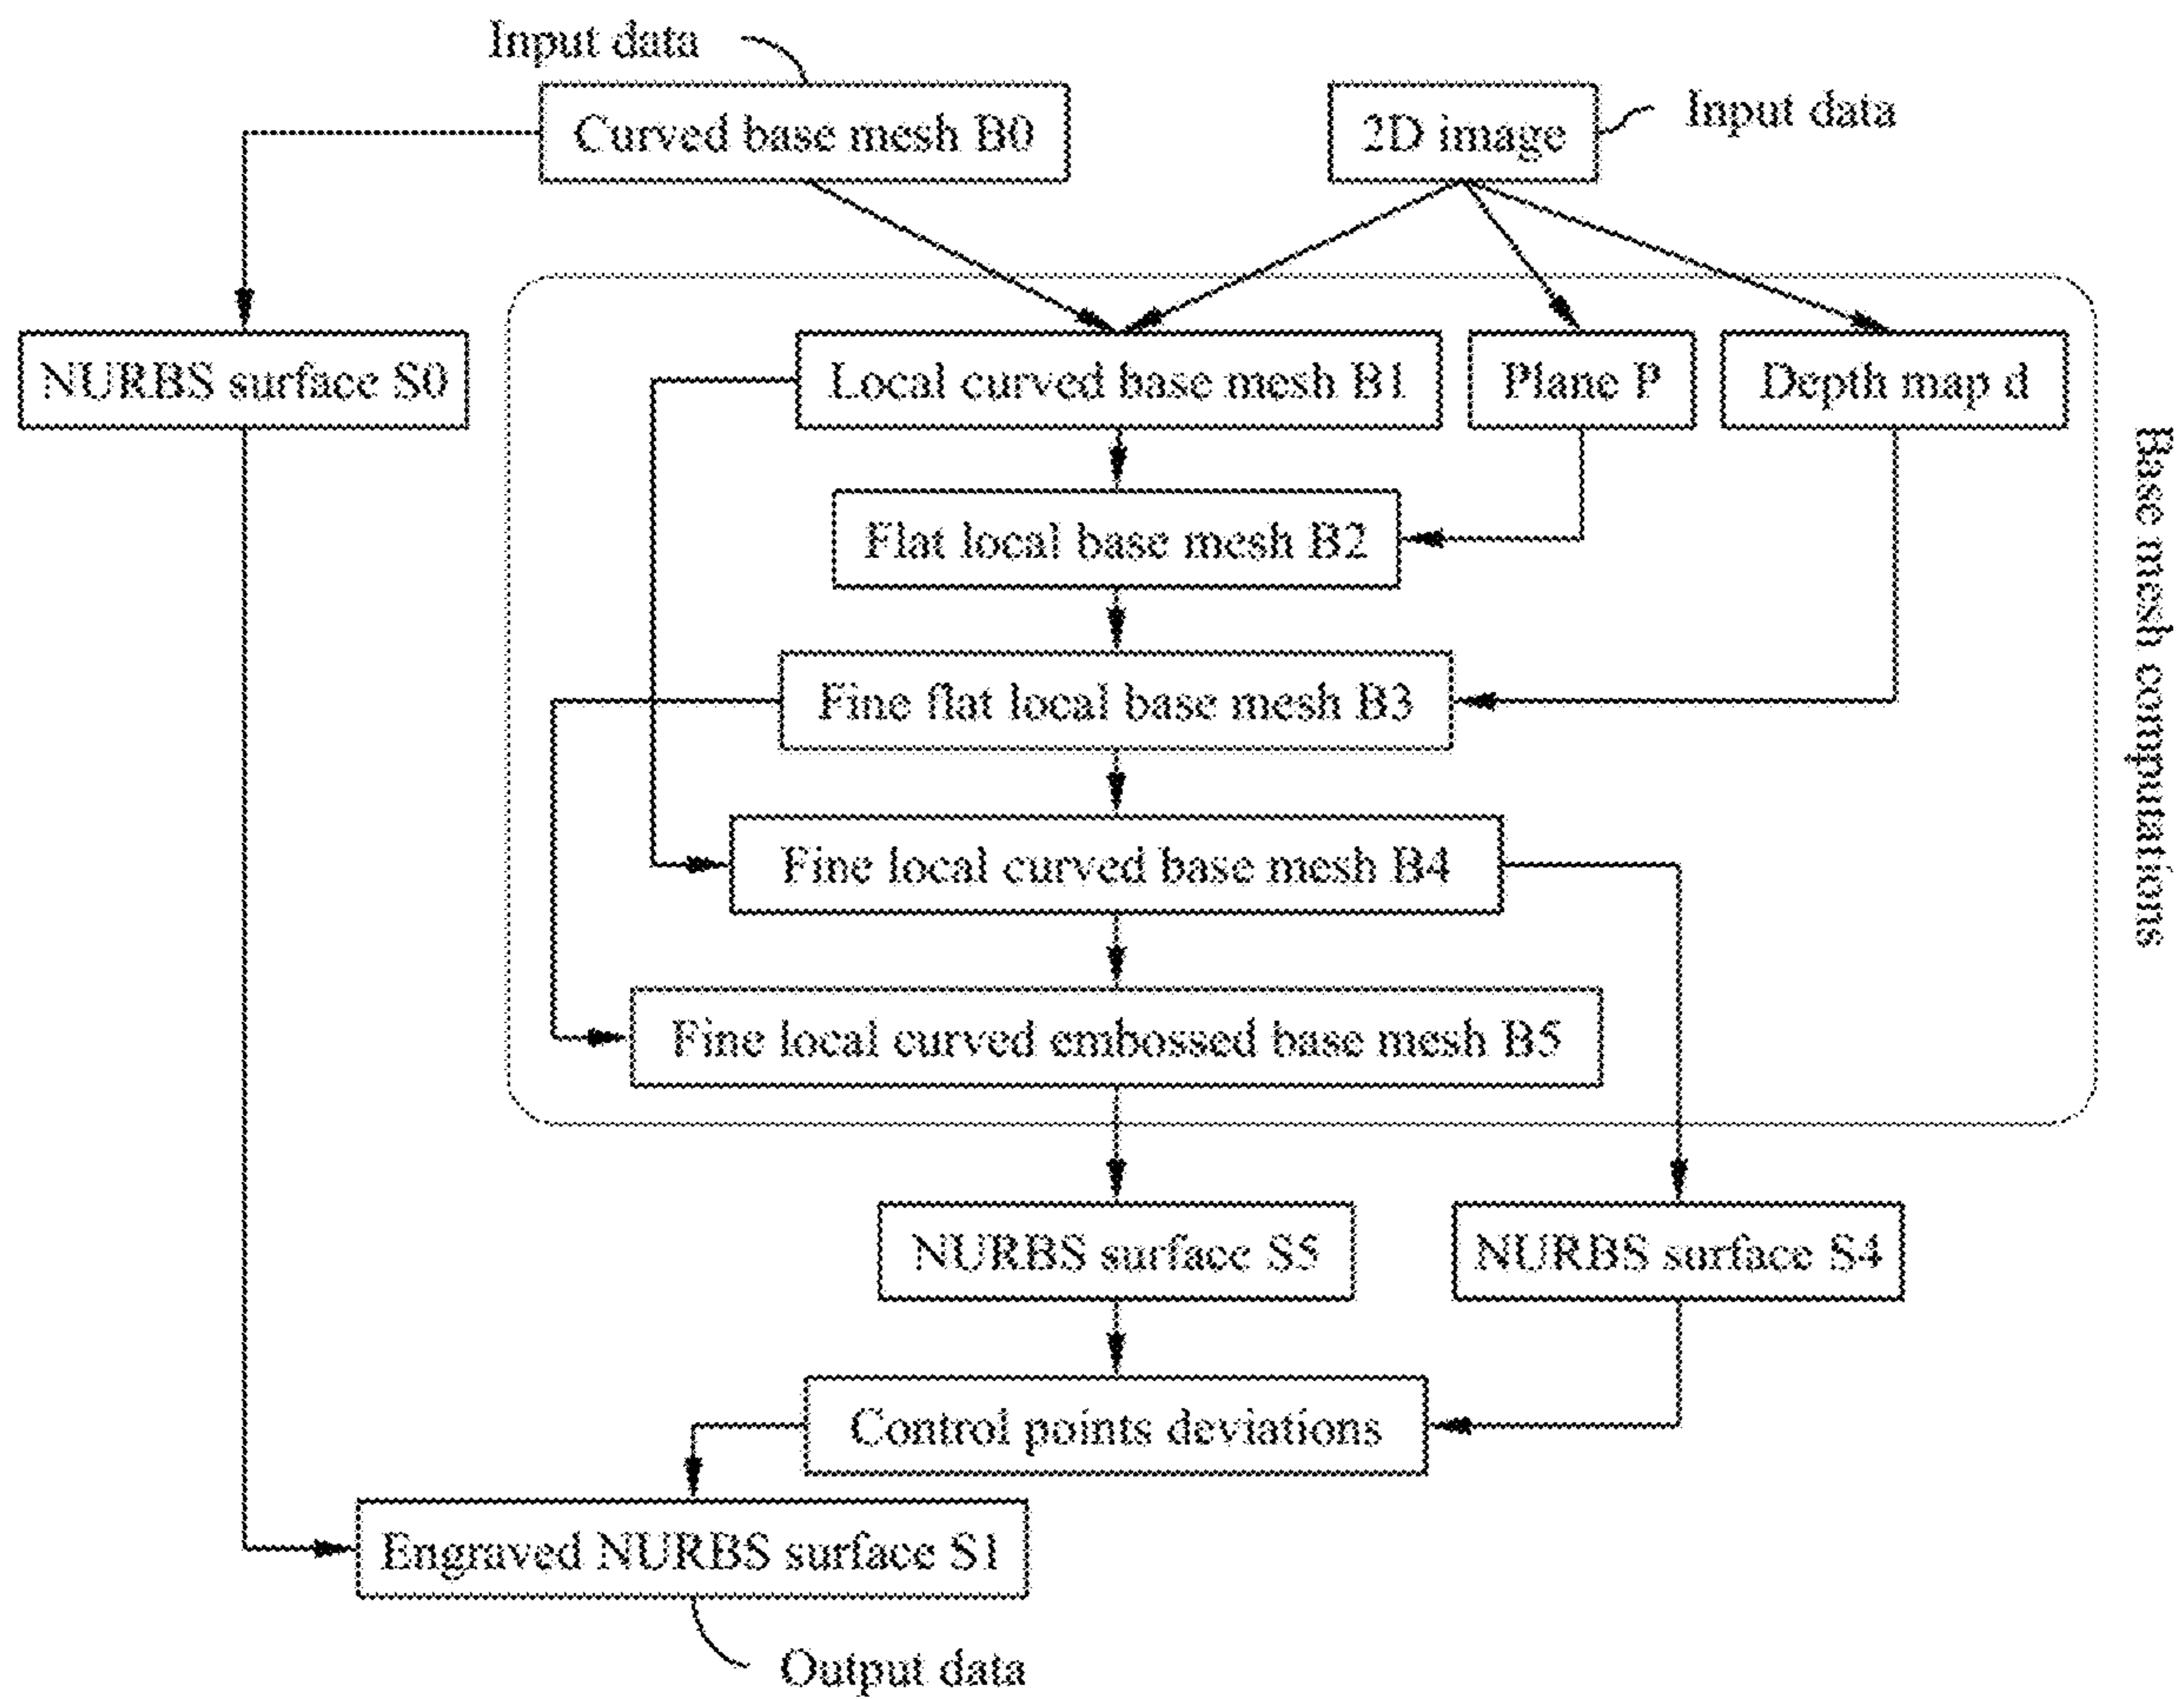 Input data
Curved base mesh B0
2D image
Input data
NURBS surface S0
Local curved base mesh B1
Plane P
Depth map d
Base mesh computations
Flat local base mesh B2
Fine flat local base mesh B3
Fine local curved base mesh B4
Fine local curved embossed base mesh B5
NURBS surface S5
NURBS surface S4
Control points deviations
Engraved NURBS surface S1
Output data